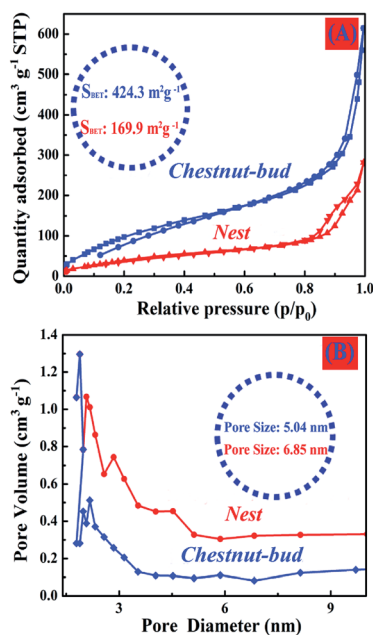 (A)
Quantity adsorbed (cm³ g⁻¹ STP)
600
500
400
300
200
100
0
S_BET: 424.3 m²g⁻¹
S_BET: 169.9 m²g⁻¹
Chestnut-bud
Nest
0.0 0.2 0.4 0.6 0.8 1.0
Relative pressure (p/p₀)
(B)
Pore Volume (cm³ g⁻¹)
1.4
1.2
1.0
0.8
0.6
0.4
0.2
0.0
Pore Size: 5.04 nm
Pore Size: 6.85 nm
Nest
Chestnut-bud
3 6 9
Pore Diameter (nm)